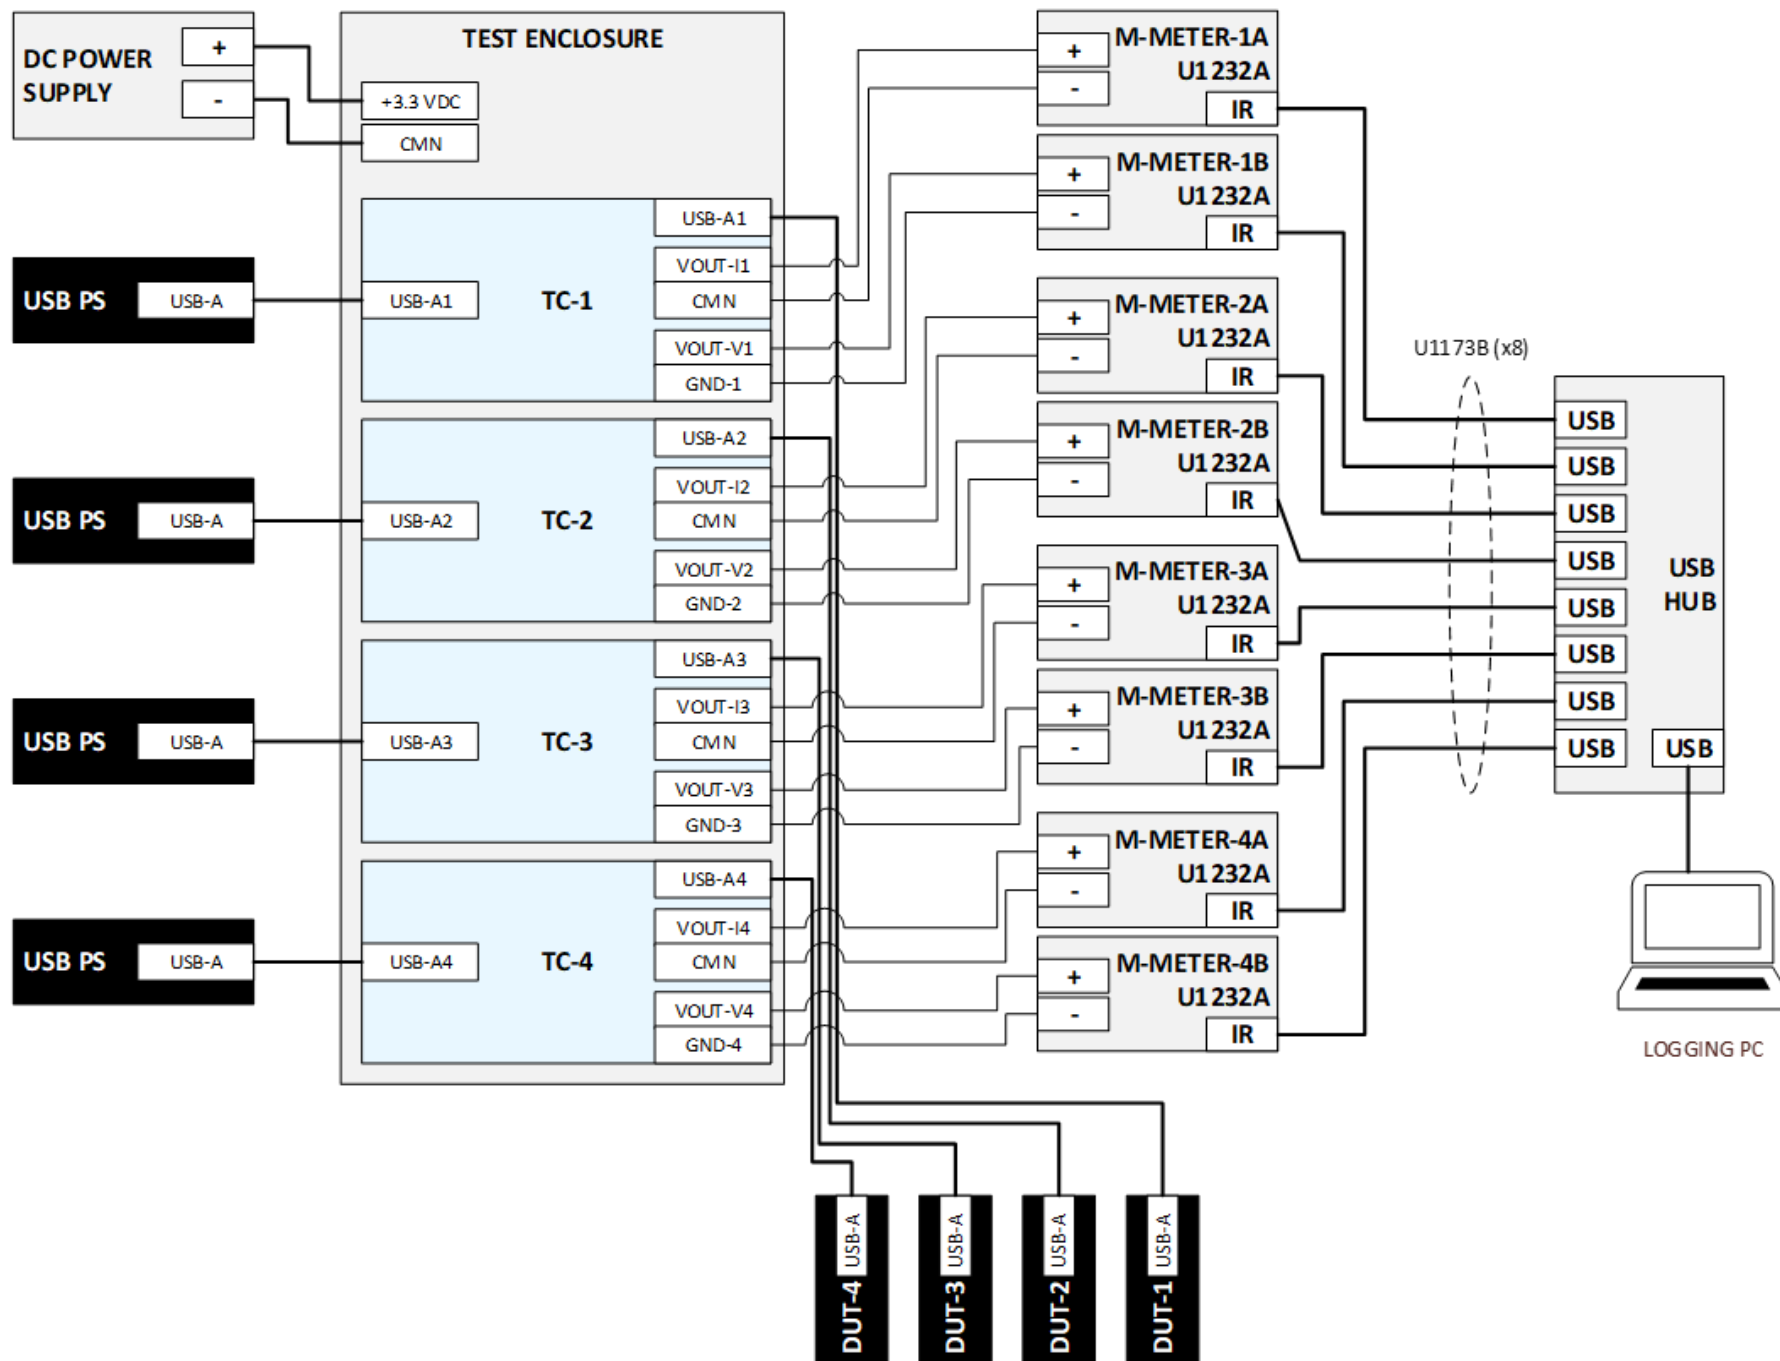 DC POWER
SUPPLY
+
-
TEST ENCLOSURE
+3.3 VDC
CMN
USB PS
USB-A
USB-A1
TC-1
USB-A1
VOUT-I1
CMN
VOUT-V1
GND-1
USB PS
USB-A
USB-A2
TC-2
USB-A2
VOUT-I2
CMN
VOUT-V2
GND-2
USB PS
USB-A
USB-A3
TC-3
USB-A3
VOUT-I3
CMN
VOUT-V3
GND-3
USB PS
USB-A
USB-A4
TC-4
USB-A4
VOUT-I4
CMN
VOUT-V4
GND-4
M-METER-1A
U1232A
+
-
IR
M-METER-1B
U1232A
+
-
IR
M-METER-2A
U1232A
+
-
IR
M-METER-2B
U1232A
+
-
IR
M-METER-3A
U1232A
+
-
IR
M-METER-3B
U1232A
+
-
IR
M-METER-4A
U1232A
+
-
IR
M-METER-4B
U1232A
+
-
IR
U1173B (x8)
USB
USB
USB
USB
USB
USB
USB
USB
USB
HUB
USB
LOGGING PC
USB-A
DUT-4
USB-A
DUT-3
USB-A
DUT-2
USB-A
DUT-1